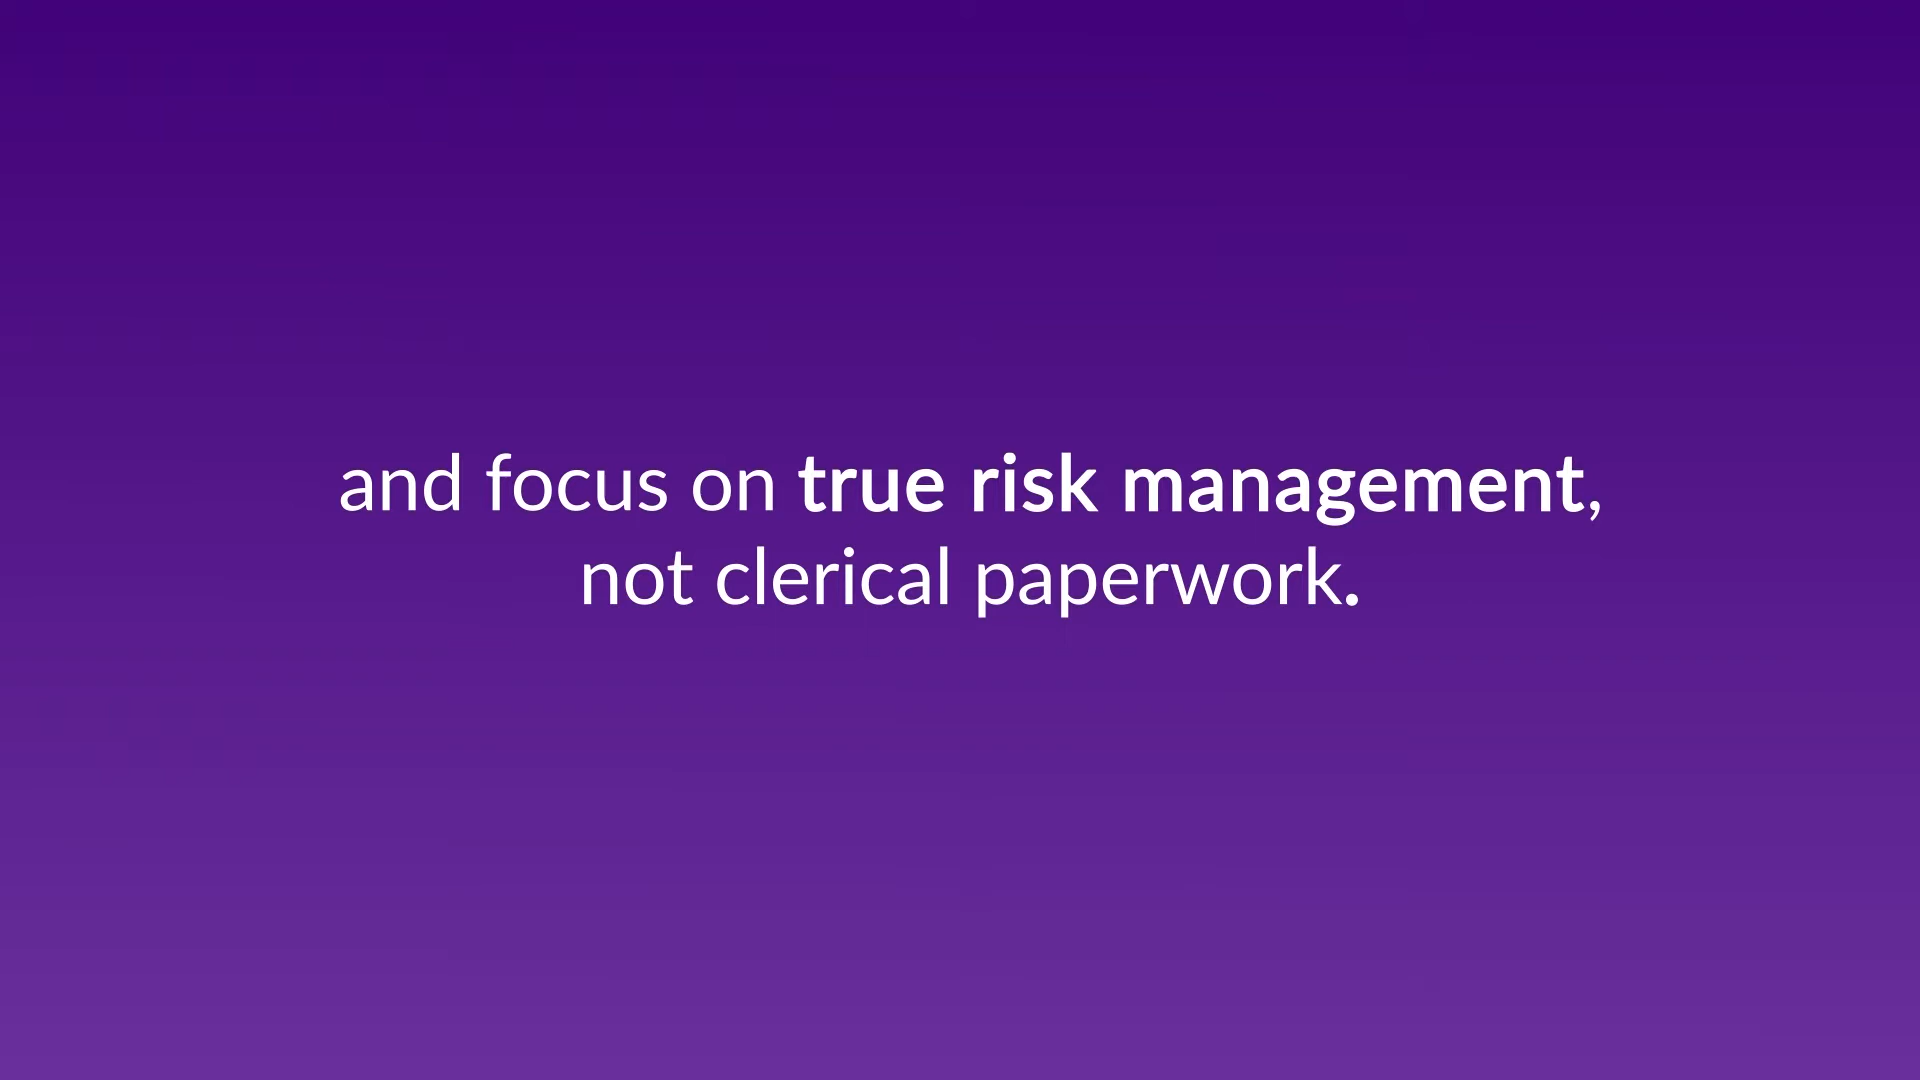 and focus on true risk management,
not clerical paperwork.